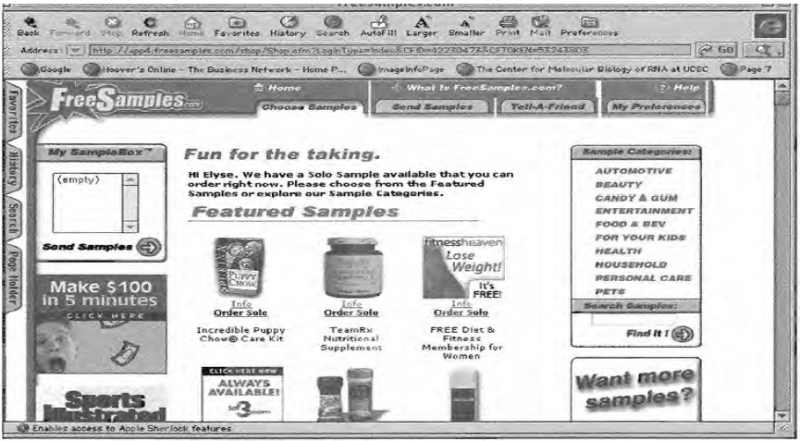 FreeSamples.com
Back Forward Stop Refresh Home Favorites History Search AutoFill Larger Smaller Print Mail Preferences
Address: http://app4.freesamples.com/shop/Shop.cfm?LoginType=Index&CFID=42230473&CFTOKEN=
Go
Google Hoover's Online - The Business Network - Home P... ImageInfoPage The Center for Molecular Biology of RNA at UCSC Page 7
Favorites
History
Search
Page Holder
FreeSamples.com
Home What Is FreeSamples.com? Help
Choose Samples Send Samples Tell-A-Friend My Preferences
My SampleBox
(empty)
Send Samples
Make $100
in 5 minutes
CLICK HERE
Sports
Illustrated
Fun for the taking.
Hi Elyse. We have a Solo Sample available that you can
order right now. Please choose from the Featured
Samples or explore our Sample Categories.
Featured Samples
PUPPY
CHOW
Info
Order Solo
Incredible Puppy
Chow® Care Kit
Info
Order Solo
TeamRx
Nutritional
Supplement
fitnessheaven
Lose
Weight!
It's
FREE!
Info
Order Solo
FREE Diet &
Fitness
Membership for
Women
CLICK HERE NOW
ALWAYS
AVAILABLE!
Sample Categories:
AUTOMOTIVE
BEAUTY
CANDY & GUM
ENTERTAINMENT
FOOD & BEV
FOR YOUR KIDS
HEALTH
HOUSEHOLD
PERSONAL CARE
PETS
Search Samples:
Find It !
Want more
samples?
Enables access to Apple Sherlock features.